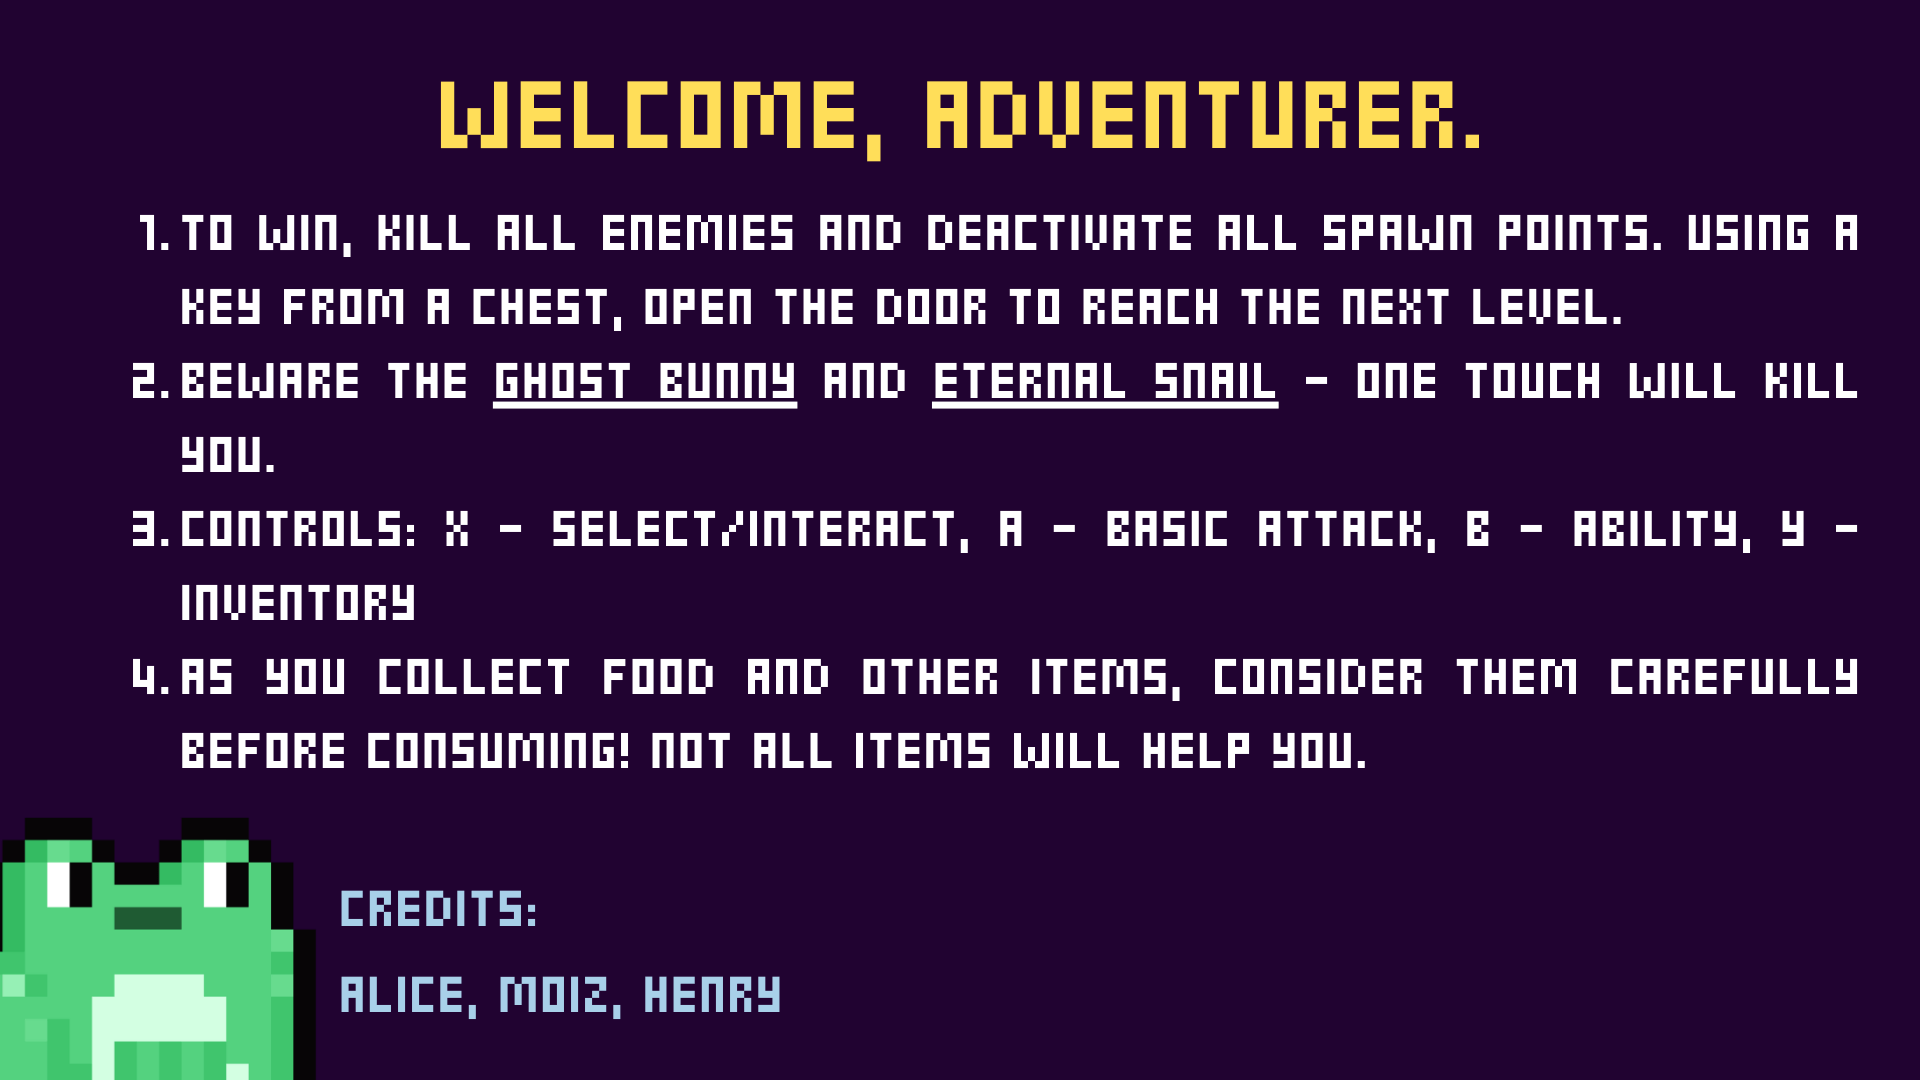 WELCOME, ADVENTURER.
1. TO WIN, KILL ALL ENEMIES AND DEACTIVATE ALL SPAWN POINTS. USING A
KEY FROM A CHEST, OPEN THE DOOR TO REACH THE NEXT LEVEL.
2. BEWARE THE GHOST BUNNY AND ETERNAL SNAIL - ONE TOUCH WILL KILL
YOU.
3. CONTROLS: X - SELECT/INTERACT, A - BASIC ATTACK, B - ABILITY, Y -
INVENTORY
4. AS YOU COLLECT FOOD AND OTHER ITEMS, CONSIDER THEM CAREFULLY
BEFORE CONSUMING! NOT ALL ITEMS WILL HELP YOU.
CREDITS:
ALICE, MOIZ, HENRY